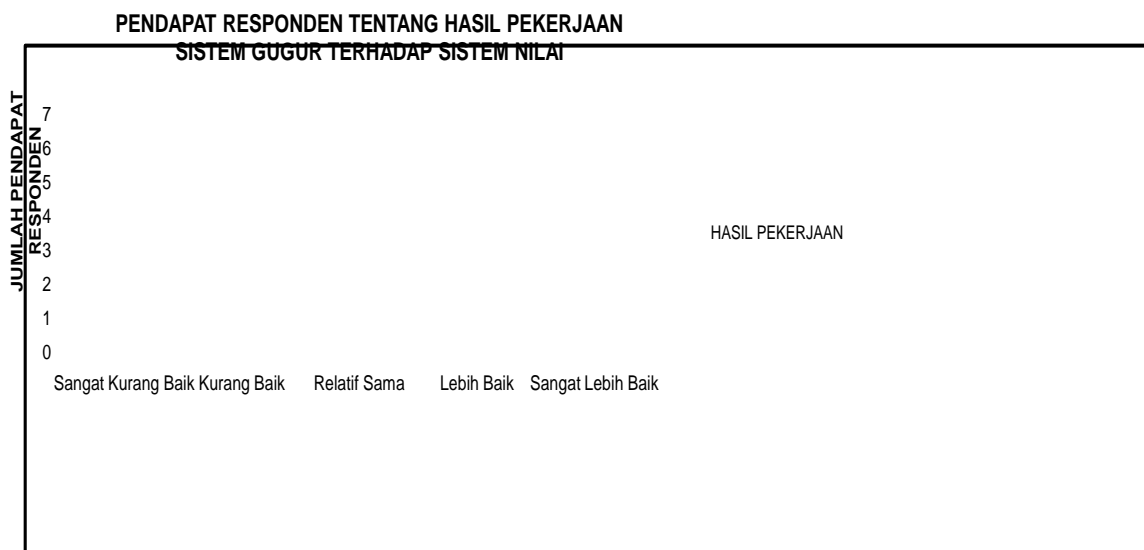 PENDAPAT RESPONDEN TENTANG HASIL PEKERJAAN
SISTEM GUGUR TERHADAP SISTEM NILAI
JUMLAH PENDAPAT
RESPONDEN
7
6
5
4
3
2
1
0
Sangat Kurang Baik Kurang Baik Relatif Sama Lebih Baik Sangat Lebih Baik
HASIL PEKERJAAN